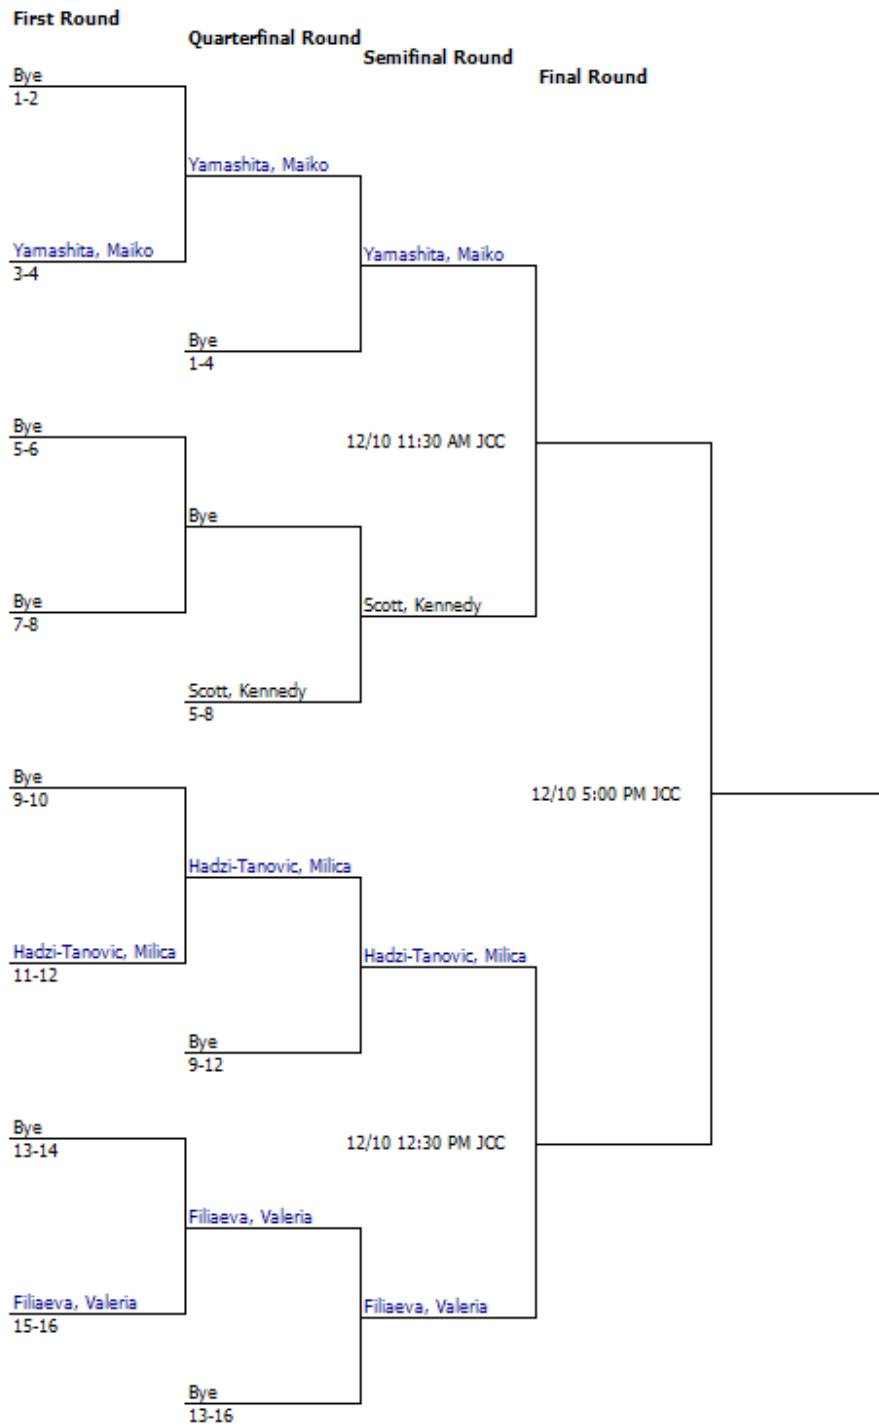 First Round
Quarterfinal Round
Semifinal Round
Final Round
Bye
1-2
Yamashita, Maiko
Yamashita, Maiko
3-4
Yamashita, Maiko
Bye
1-4
Bye
5-6
12/10 11:30 AM JCC
Bye
Bye
7-8
Scott, Kennedy
Scott, Kennedy
5-8
Bye
9-10
12/10 5:00 PM JCC
Hadzi-Tanovic, Milica
Hadzi-Tanovic, Milica
11-12
Hadzi-Tanovic, Milica
Bye
9-12
Bye
13-14
12/10 12:30 PM JCC
Filiaeva, Valeria
Filiaeva, Valeria
15-16
Filiaeva, Valeria
Bye
13-16